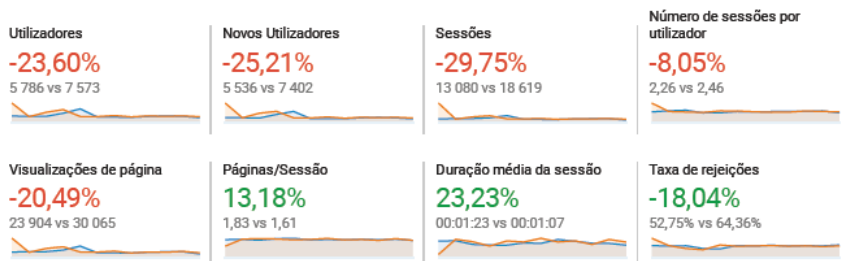 Utilizadores
-23,60%
5 786 vs 7 573
Novos Utilizadores
-25,21%
5 536 vs 7 402
Sessões
-29,75%
13 080 vs 18 619
Número de sessões por
utilizador
-8,05%
2,26 vs 2,46
Visualizações de página
-20,49%
23 904 vs 30 065
Páginas/Sessão
13,18%
1,83 vs 1,61
Duração média da sessão
23,23%
00:01:23 vs 00:01:07
Taxa de rejeições
-18,04%
52,75% vs 64,36%